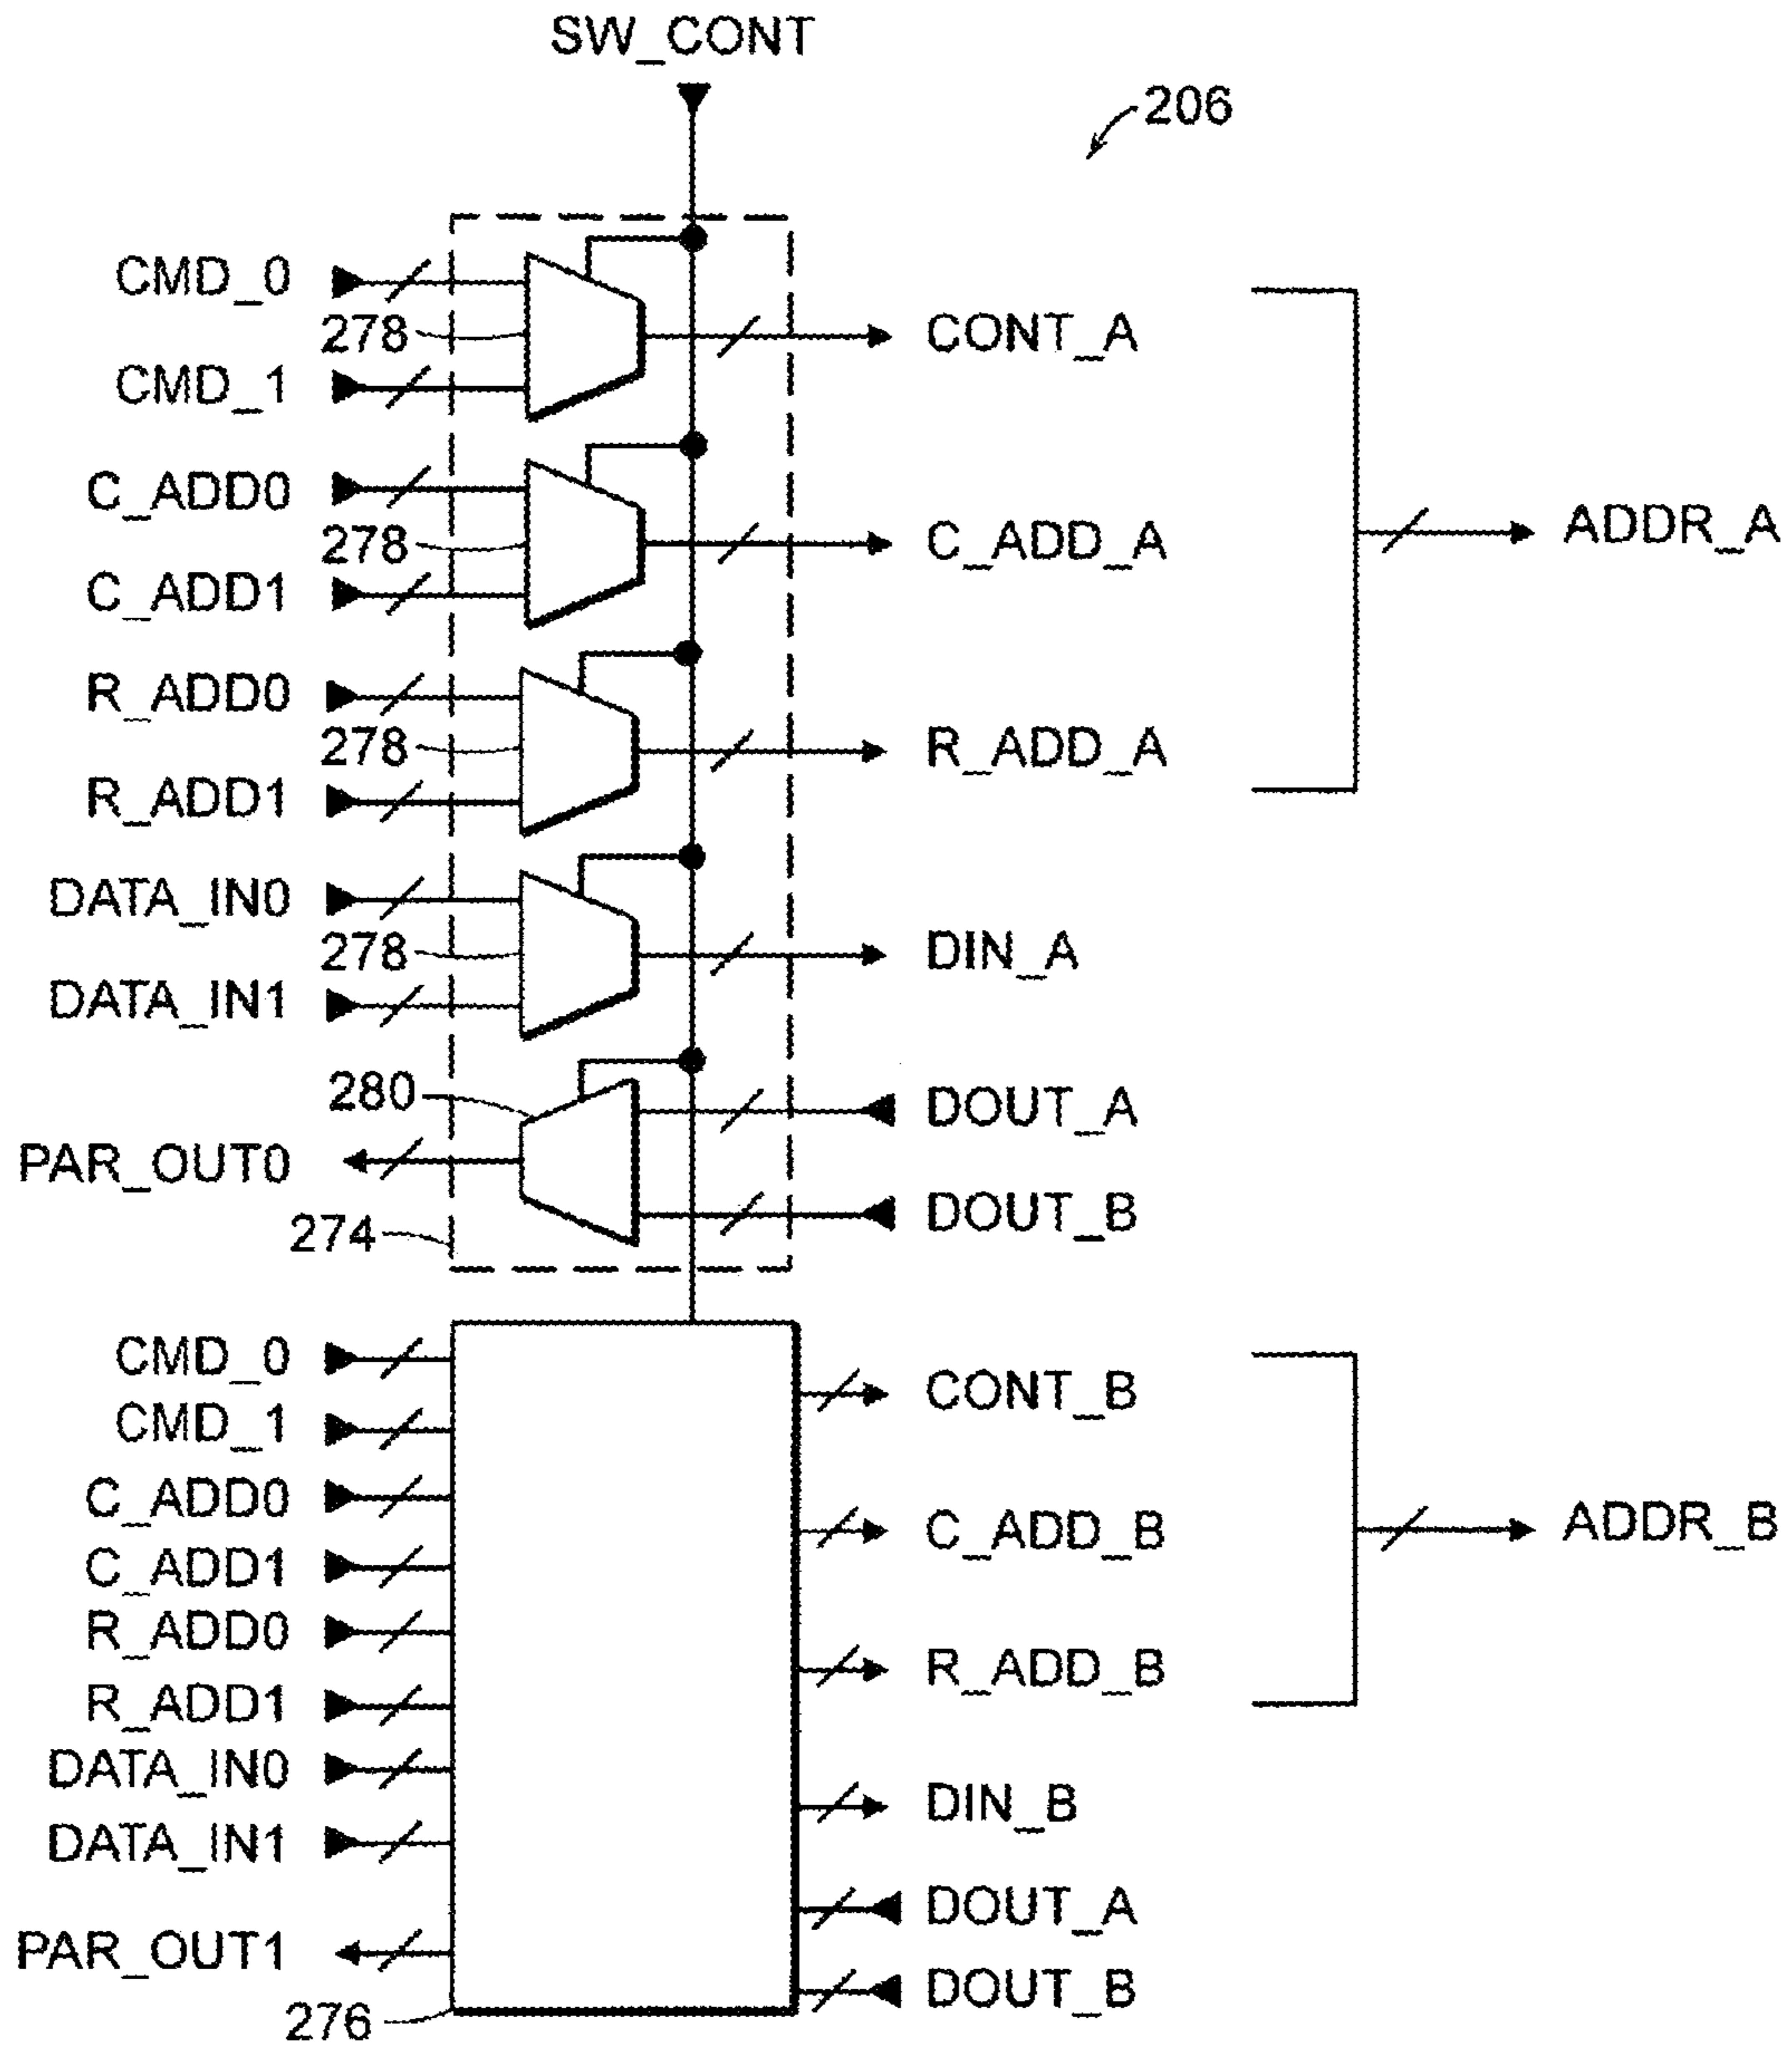 SW_CONT
206
CMD_0
278
CMD_1
CONT_A
C_ADD0
278
C_ADD1
C_ADD_A
ADDR_A
R_ADD0
278
R_ADD1
R_ADD_A
DATA_IN0
278
DATA_IN1
DIN_A
280
DOUT_A
PAR_OUT0
DOUT_B
274
CMD_0
CMD_1
CONT_B
C_ADD0
C_ADD1
C_ADD_B
ADDR_B
R_ADD0
R_ADD1
R_ADD_B
DATA_IN0
DATA_IN1
DIN_B
DOUT_A
PAR_OUT1
DOUT_B
276